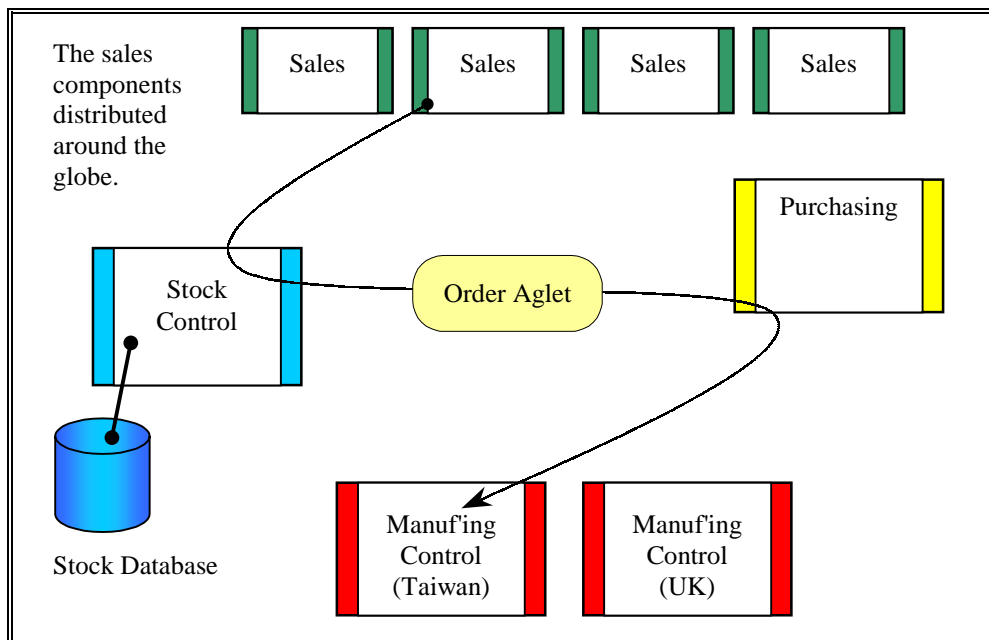 The sales
components
distributed
around the
globe.
Sales
Sales
Sales
Sales
Purchasing
Stock
Control
Order Aglet
Stock Database
Manuf'ing
Control
(Taiwan)
Manuf'ing
Control
(UK)